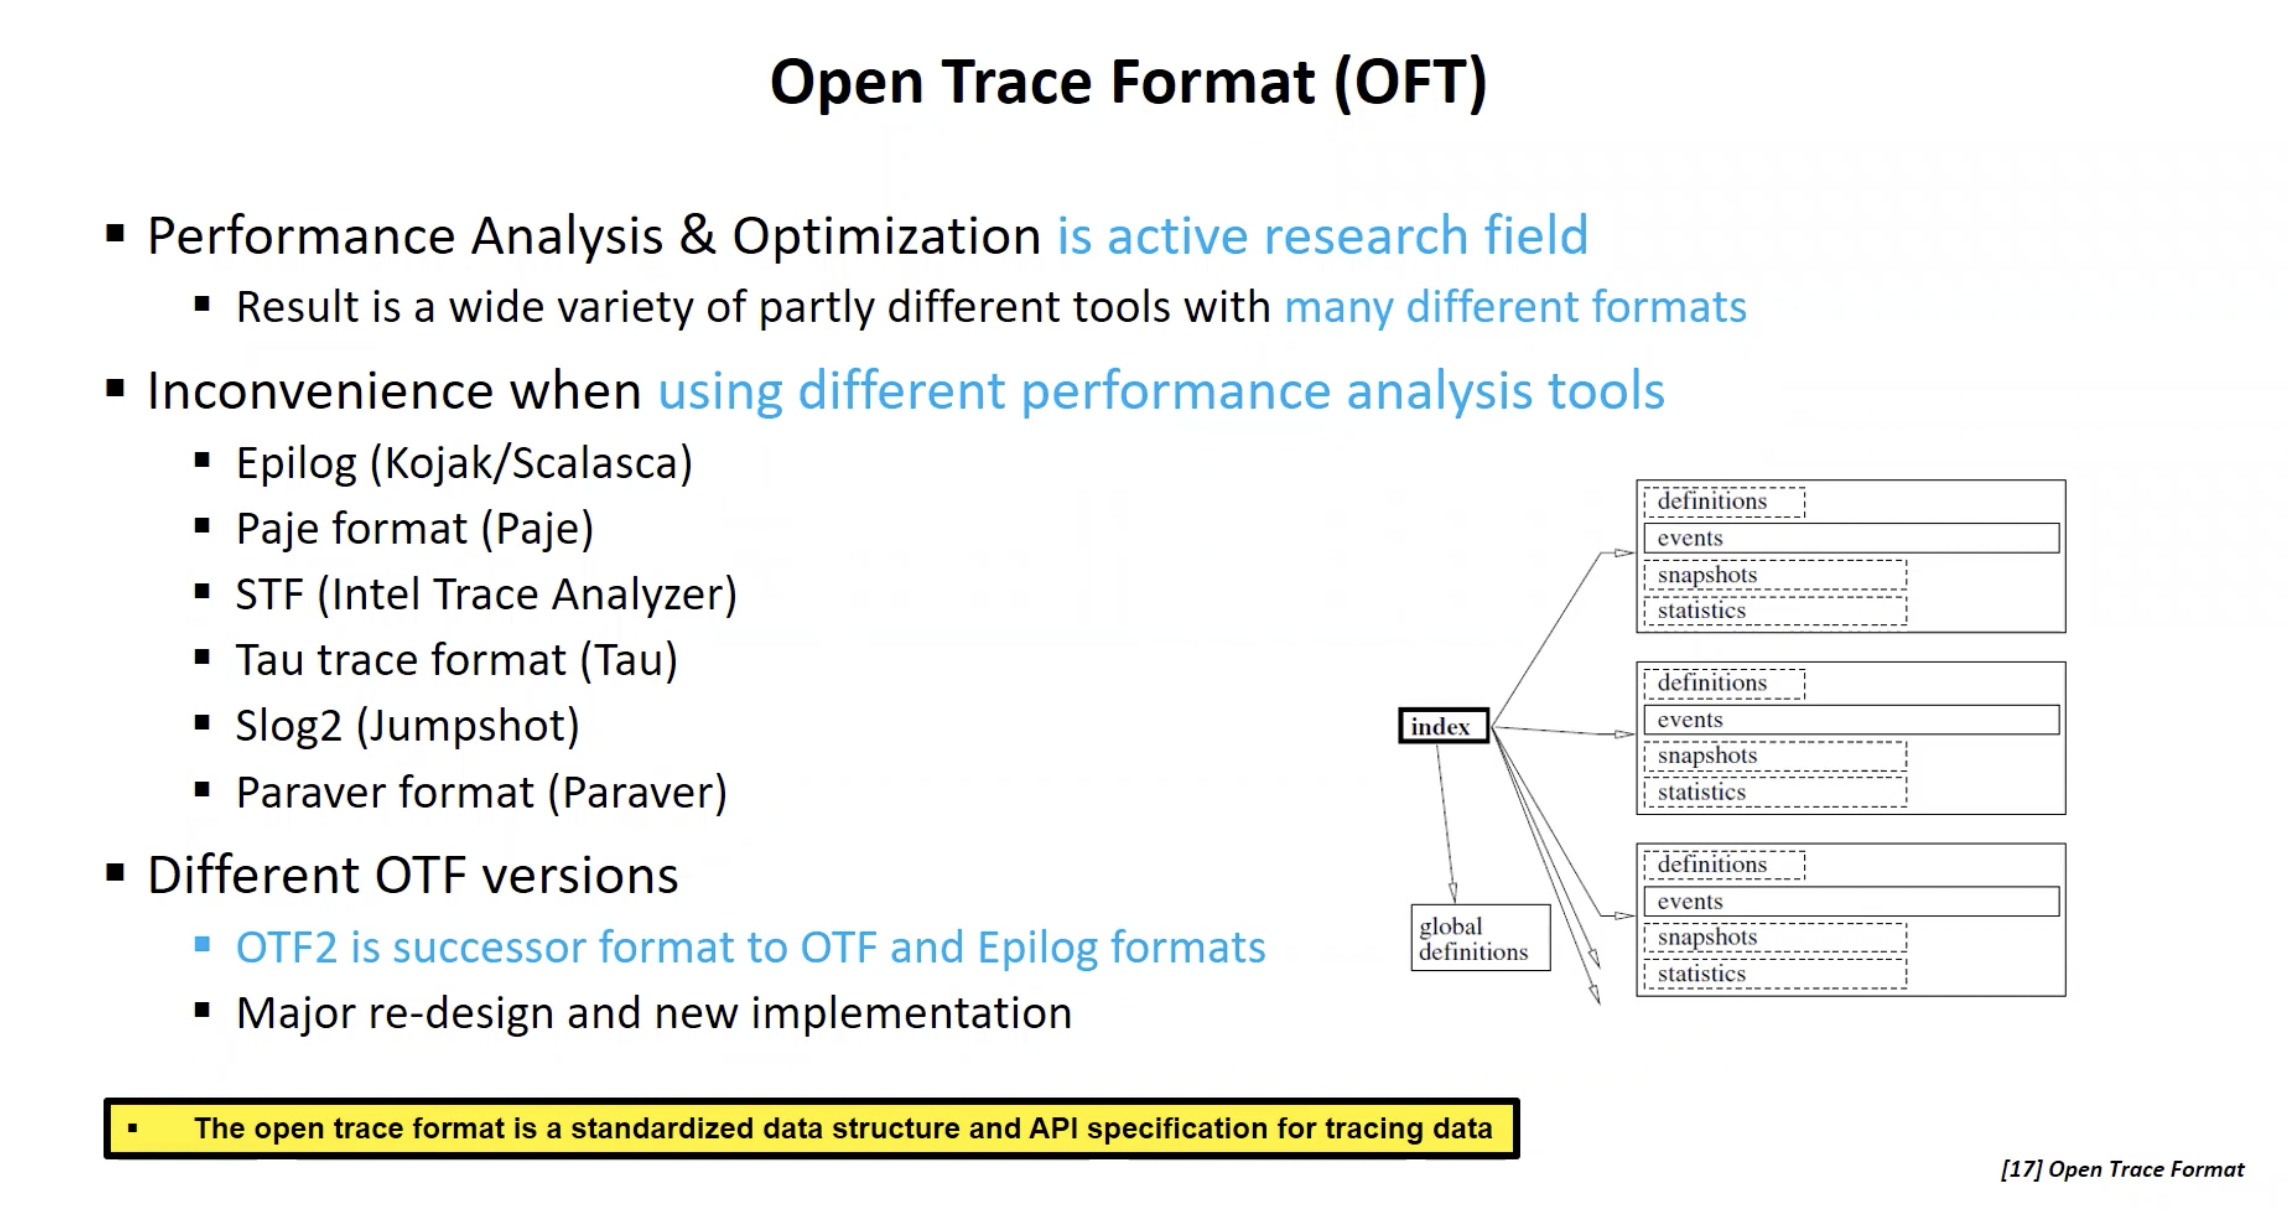 Open Trace Format (OFT)
▪ Performance Analysis & Optimization is active research field
▪ Result is a wide variety of partly different tools with many different formats
▪ Inconvenience when using different performance analysis tools
▪ Epilog (Kojak/Scalasca)
▪ Paje format (Paje)
▪ STF (Intel Trace Analyzer)
▪ Tau trace format (Tau)
▪ Slog2 (Jumpshot)
▪ Paraver format (Paraver)
▪ Different OTF versions
▪ OTF2 is successor format to OTF and Epilog formats
▪ Major re-design and new implementation
index
global
definitions
definitions
events
snapshots
statistics
definitions
events
snapshots
statistics
definitions
events
snapshots
statistics
▪ The open trace format is a standardized data structure and API specification for tracing data
[17] Open Trace Format